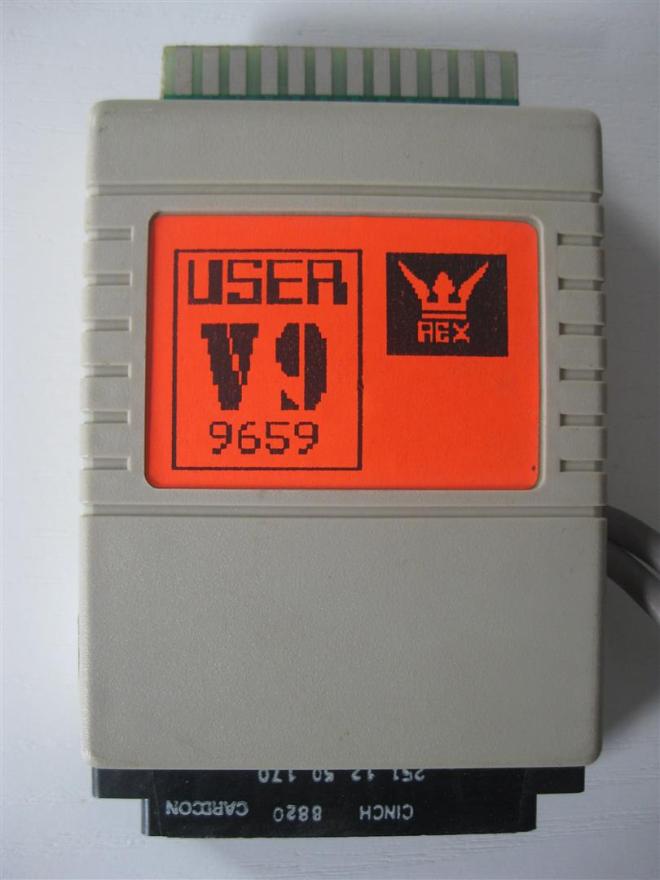 USER
V9
9659
REX
251 12 50 170
CINCH 8820 CARDCON